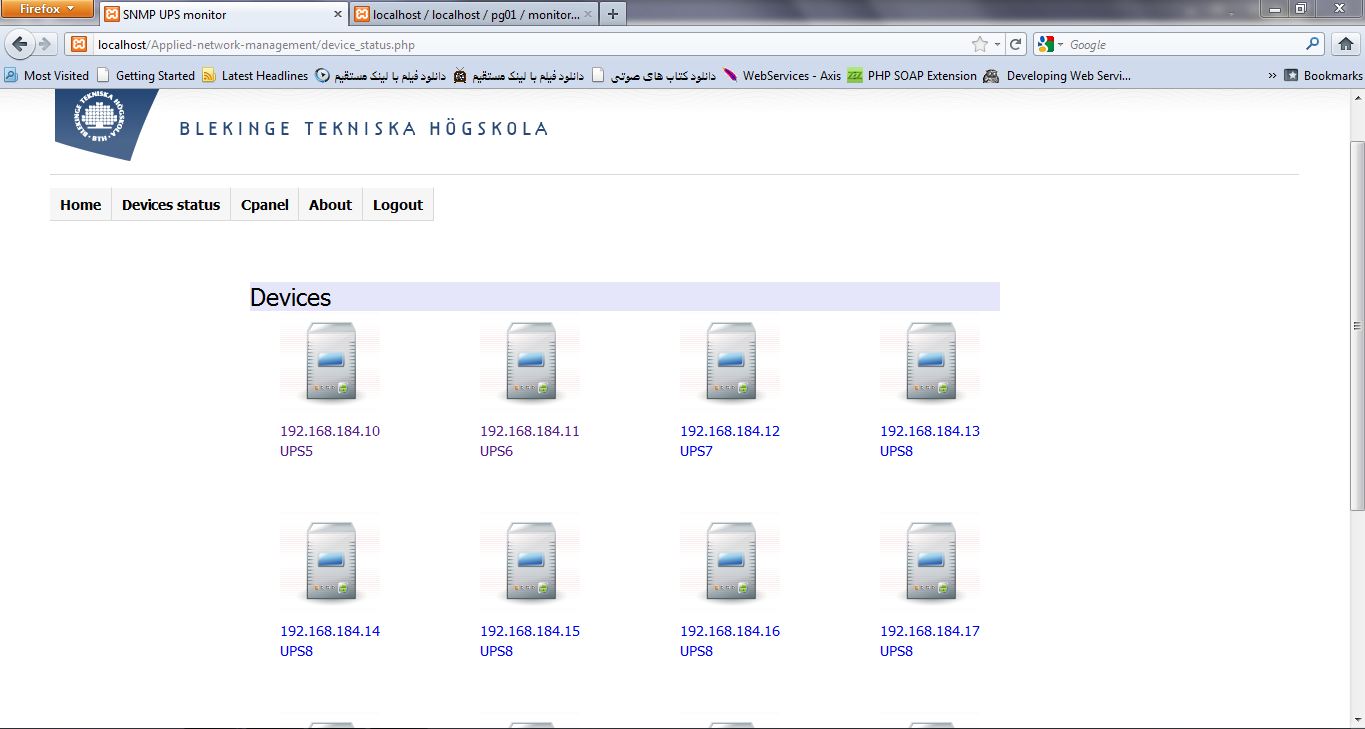 Firefox
SNMP UPS monitor
localhost / localhost / pg01 / monitor...
localhost/Applied-network-management/device_status.php
Google
Most Visited
Getting Started
Latest Headlines
دانلود فیلم با لینک مستقیم
دانلود فیلم با لینک مستقیم
دانلود کتاب های صوتی
WebServices - Axis
PHP SOAP Extension
Developing Web Servi...
»
Bookmarks
BLEKINGE TEKNISKA HÖGSKOLA · BTH ·
BLEKINGE TEKNISKA HÖGSKOLA
Home
Devices status
Cpanel
About
Logout
Devices
192.168.184.10
UPS5
192.168.184.11
UPS6
192.168.184.12
UPS7
192.168.184.13
UPS8
192.168.184.14
UPS8
192.168.184.15
UPS8
192.168.184.16
UPS8
192.168.184.17
UPS8